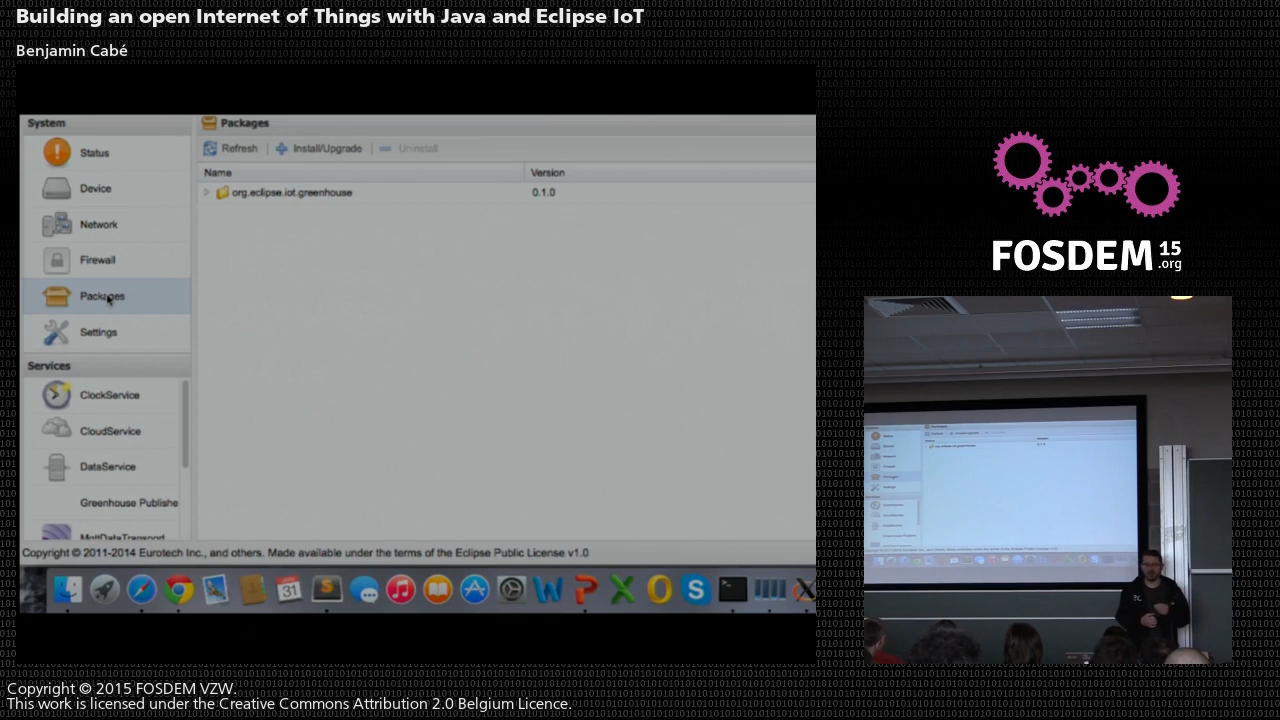 Building an open Internet of Things with Java and Eclipse IoT
Benjamin Cabé
System
Status
Device
Network
Firewall
Packages
Settings
Services
ClockService
CloudService
DataService
Greenhouse Publishe
MqttDataTransport
Packages
Refresh
Install/Upgrade
Uninstall
Name
Version
org.eclipse.iot.greenhouse
0.1.0
Copyright © 2011-2014 Eurotech Inc., and others. Made available under the terms of the Eclipse Public License v1.0
31
FOSDEM 15
.org
Copyright © 2015 FOSDEM VZW.
This work is licensed under the Creative Commons Attribution 2.0 Belgium Licence.